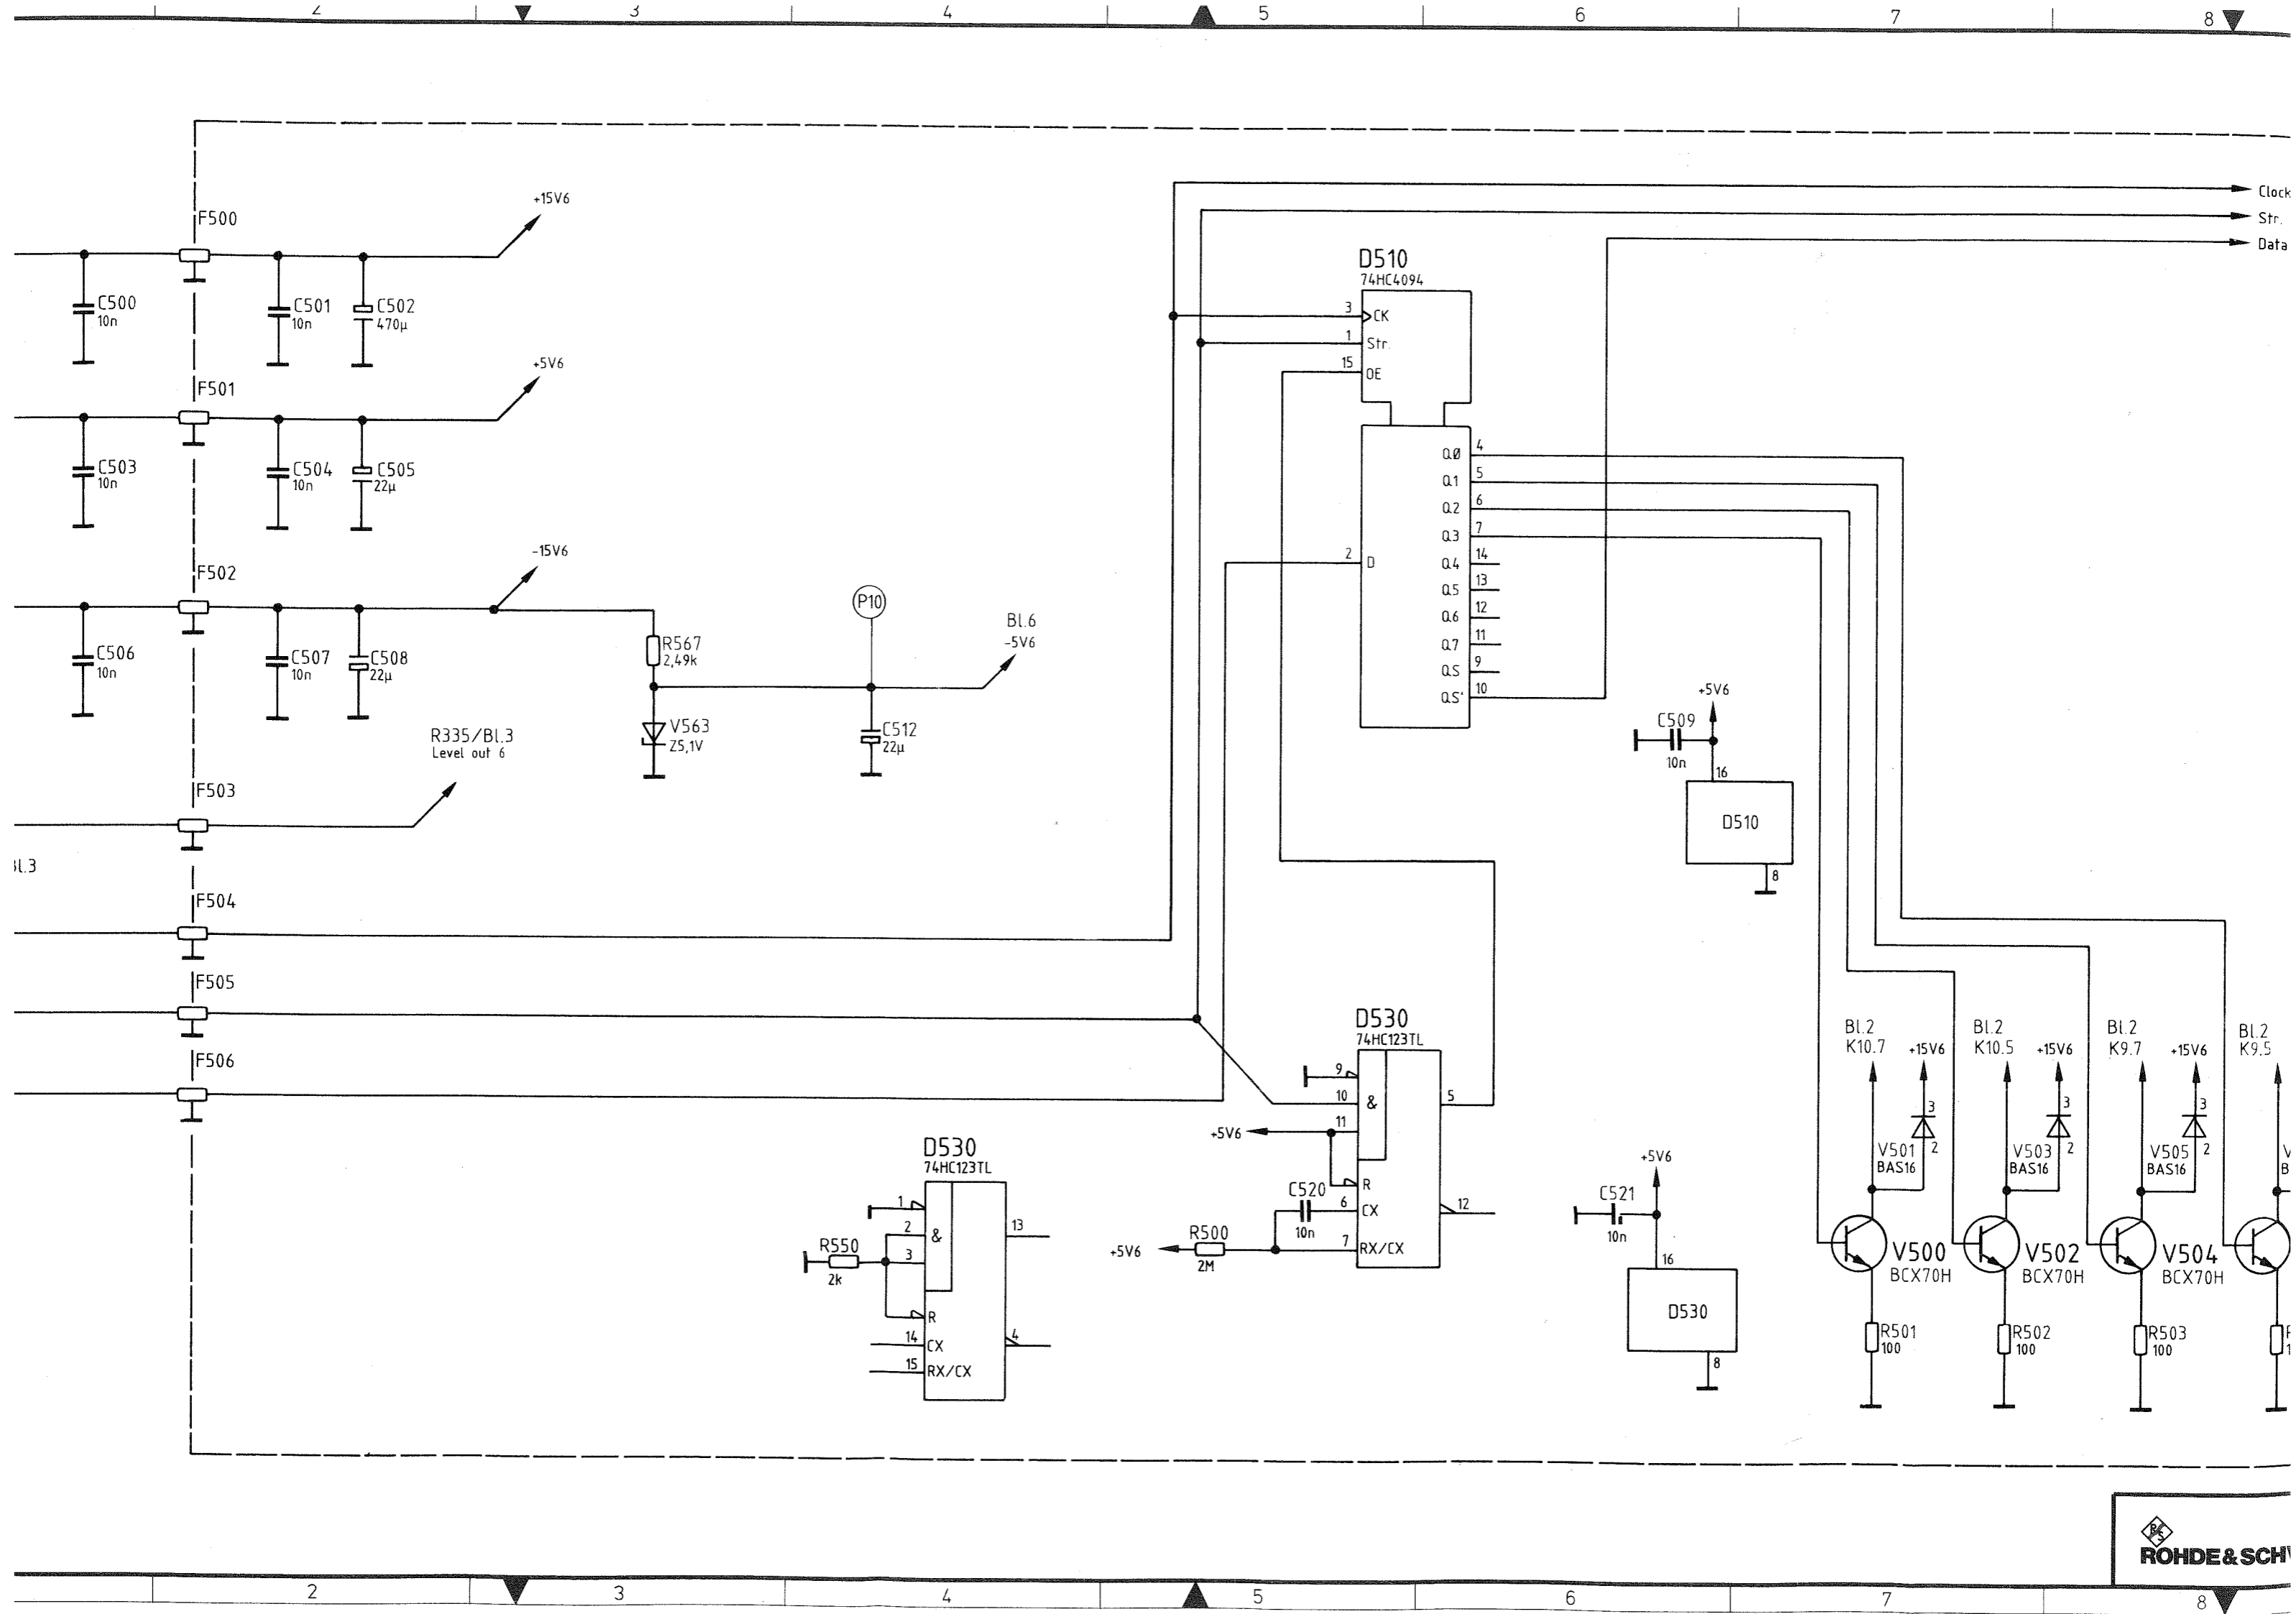 2 3 4 5 6 7 8
+15V6
F500
C500
10n
C501
10n
C502
470µ
+5V6
F501
C503
10n
C504
10n
C505
22µ
-15V6
F502
C506
10n
C507
10n
C508
22µ
R567
2,49k
V563
Z5,1V
P10
C512
22µ
Bl.6
-5V6
R335/Bl.3
Level out 6
F503
l.3
F504
F505
F506
Clock
Str.
Data
D510
74HC4094
3 CK
1 Str.
15 OE
2 D
Q0 4
Q1 5
Q2 6
Q3 7
Q4 14
Q5 13
Q6 12
Q7 11
QS 9
QS' 10
+5V6
C509
10n
16
D510
8
D530
74HC123TL
9
10 &
11
+5V6
R
C520
10n
6 CX
7 RX/CX
5
12
+5V6
R500
2M
D530
74HC123TL
1
2 &
3
R550
2k
R
14 CX
15 RX/CX
13
4
+5V6
C521
10n
16
D530
8
Bl.2
K10.7
+15V6
3
V501
BAS16
2
V500
BCX70H
R501
100
Bl.2
K10.5
+15V6
3
V503
BAS16
2
V502
BCX70H
R502
100
Bl.2
K9.7
+15V6
3
V505
BAS16
2
V504
BCX70H
R503
100
Bl.2
K9.5
V
B
R&S
ROHDE&SCH
2 3 4 5 6 7 8